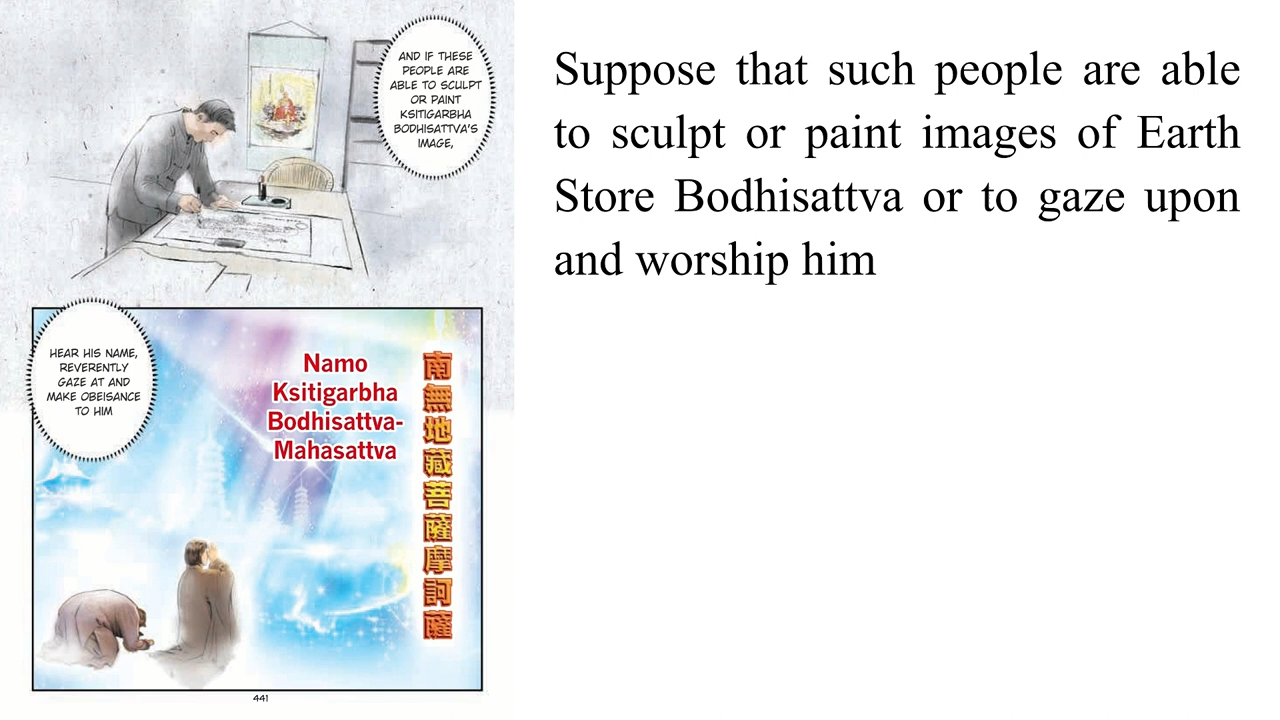 AND IF THESE
PEOPLE ARE
ABLE TO SCULPT
OR PAINT
KSITIGARBHA
BODHISATTVA'S
IMAGE,
HEAR HIS NAME,
REVERENTLY
GAZE AT AND
MAKE OBEISANCE
TO HIM
Namo
Ksitigarbha
Bodhisattva-
Mahasattva
南無地藏菩薩摩訶薩
441
Suppose that such people are able
to sculpt or paint images of Earth
Store Bodhisattva or to gaze upon
and worship him